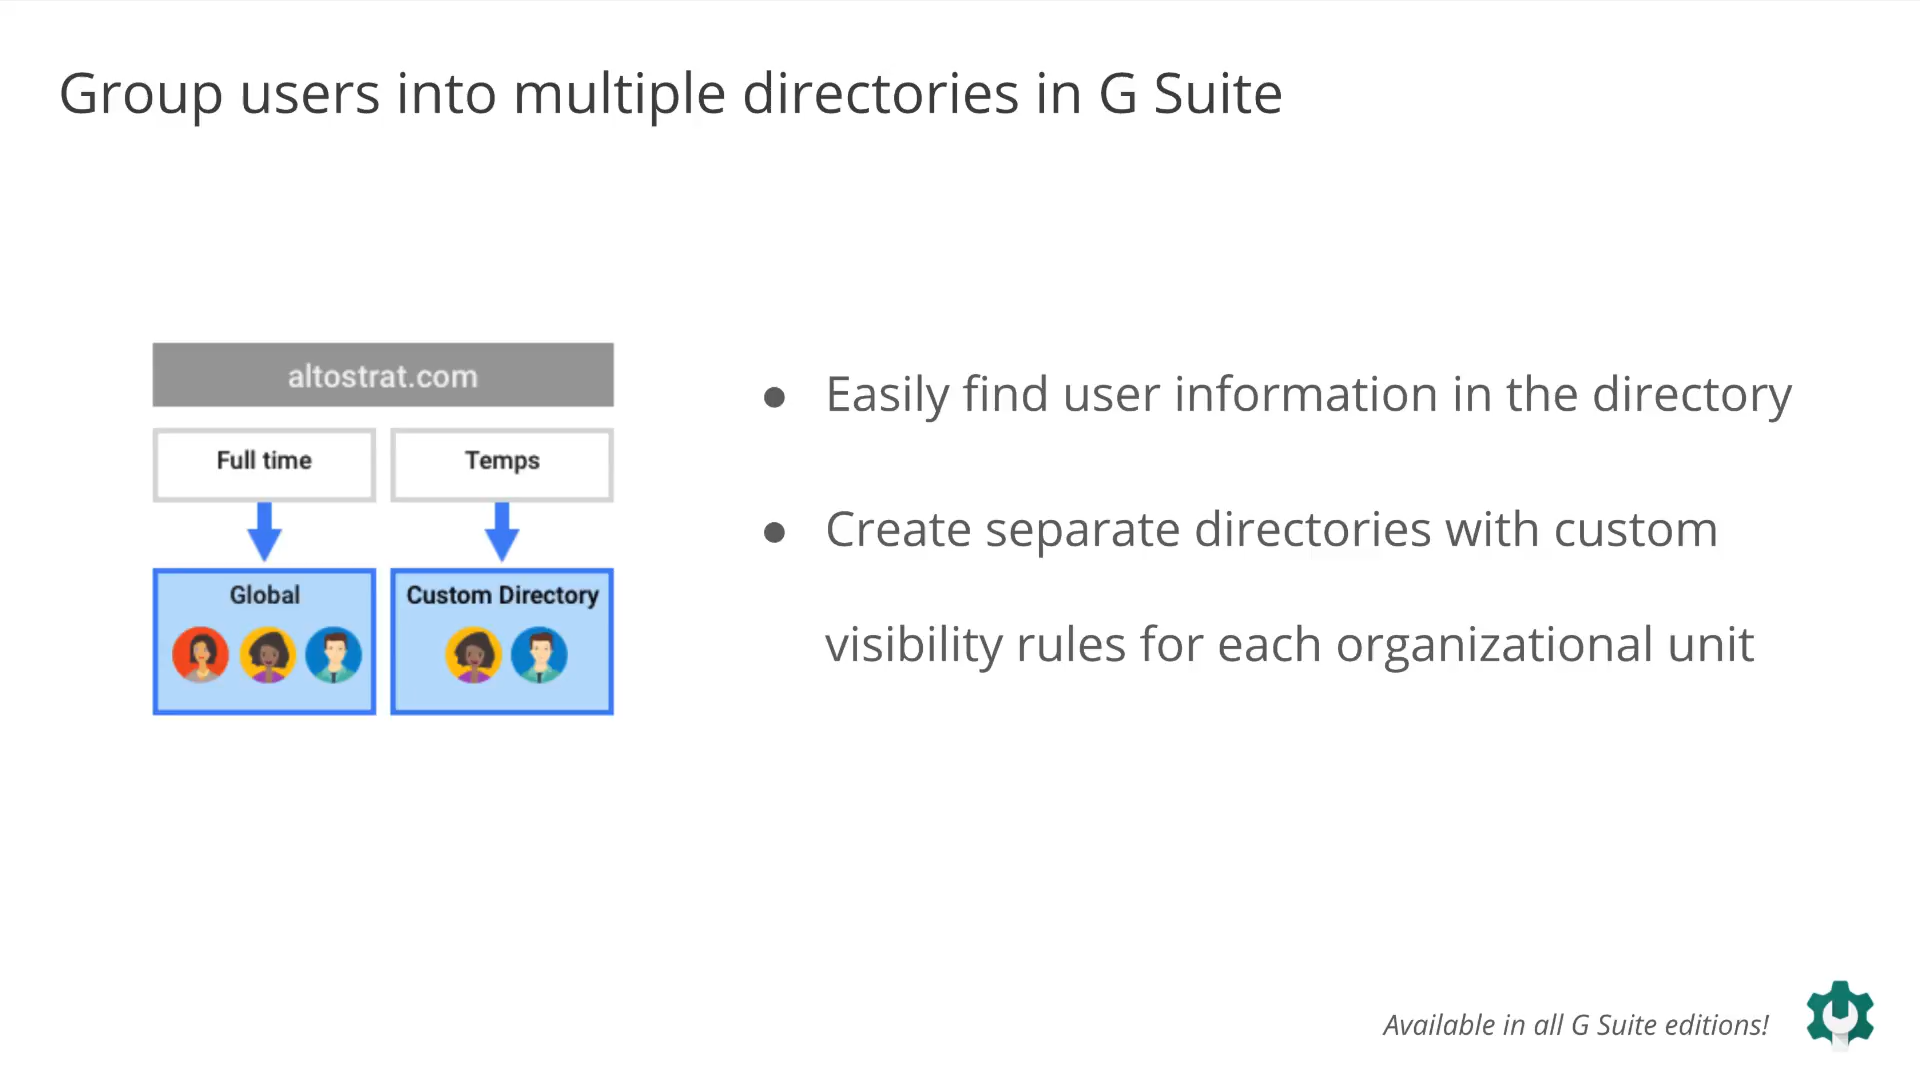 Group users into multiple directories in G Suite
altostrat.com
Full time
Temps
Global
Custom Directory
● Easily find user information in the directory
● Create separate directories with custom
visibility rules for each organizational unit
Available in all G Suite editions!